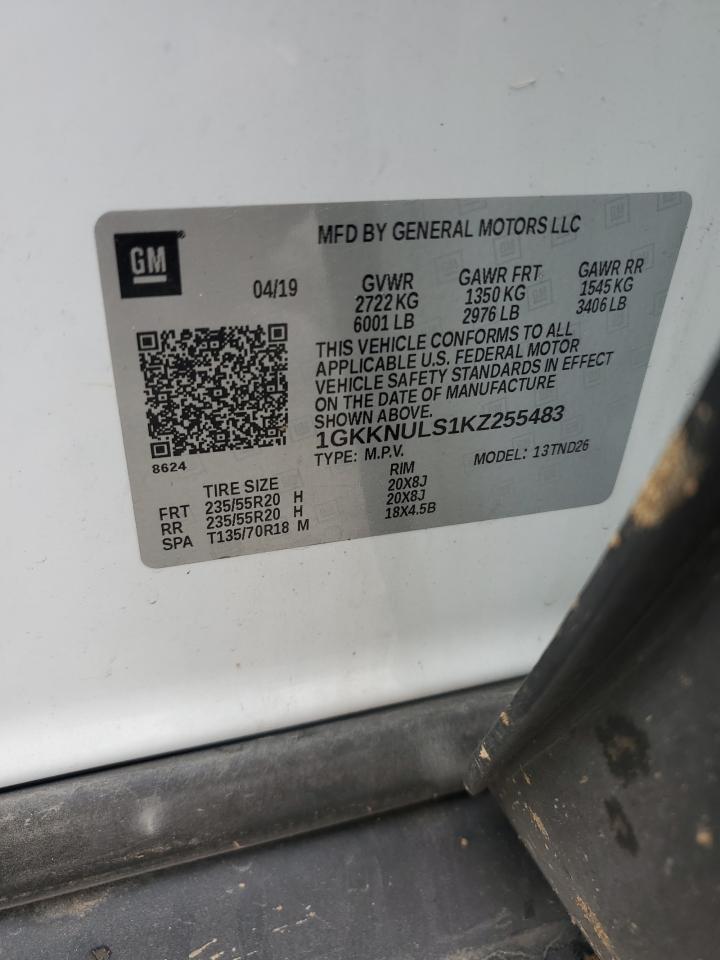 GM
MFD BY GENERAL MOTORS LLC
04/19
GVWR
2722 KG
6001 LB
GAWR FRT
1350 KG
2976 LB
GAWR RR
1545 KG
3406 LB
THIS VEHICLE CONFORMS TO ALL
APPLICABLE U.S. FEDERAL MOTOR
VEHICLE SAFETY STANDARDS IN EFFECT
ON THE DATE OF MANUFACTURE
SHOWN ABOVE.
1GKKNULS1KZ255483
8624
TYPE: M.P.V. MODEL: 13TND26
TIRE SIZE RIM
FRT 235/55R20 H 20X8J
RR 235/55R20 H 20X8J
SPA T135/70R18 M 18X4.5B